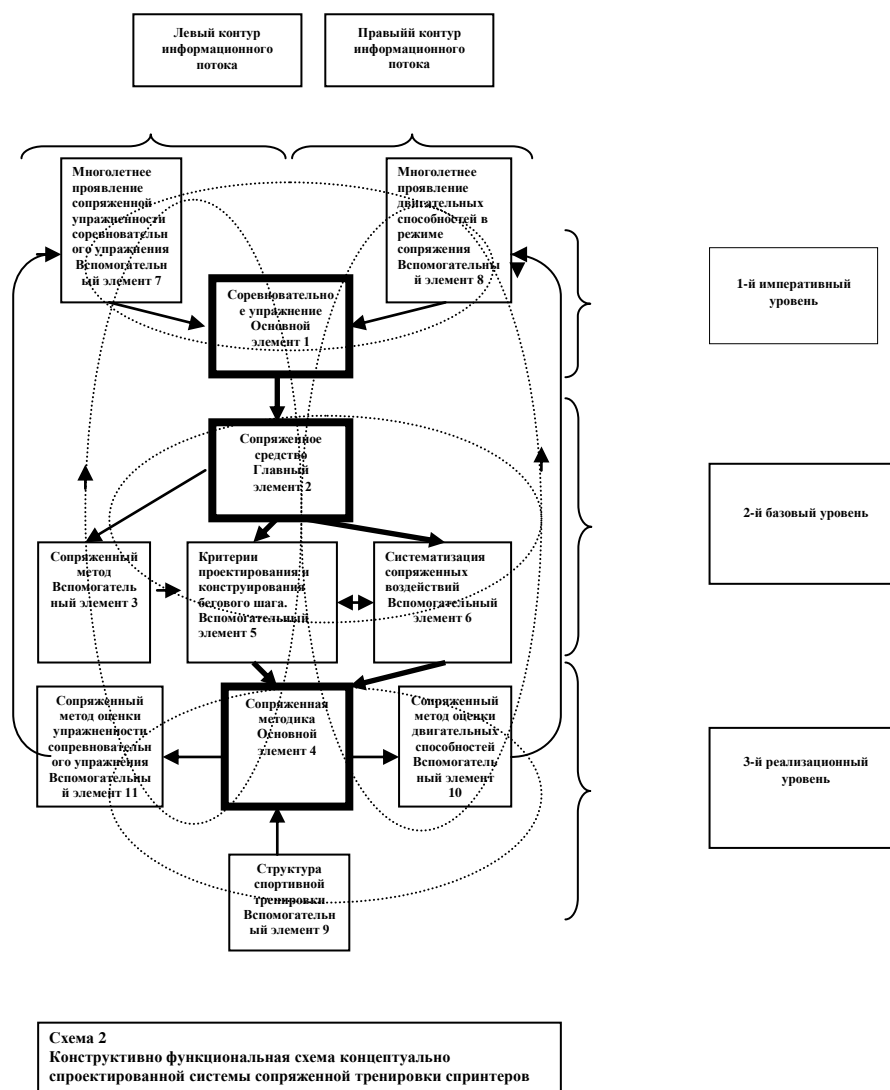 Левый контур
информационного
потока
Правыйй контур
информационного
потока
Многолетнее
проявление
сопряженной
упражненности
соревновательн
ого упражнения
Вспомогательн
ый элемент 7
Многолетнее
проявление
двигательных
способностей в
режиме
сопряжения
Вспомогательны
й элемент 8
Соревновательно
е упражнение
Основной
элемент 1
1-й императивный
уровень
Сопряженное
средство
Главный
элемент 2
2-й базовый уровень
Сопряженный
метод
Вспомогатель
ный элемент 3
Критерии
проектирования и
конструирования
бегового шага.
Вспомогательный
элемент 5
Систематизация
сопряженных
воздействий
Вспомогательный
элемент 6
Сопряженный
метод оценки
упражненности
сопревновательн
ого упражнения
Вспомогательны
й элемент 11
Сопряженная
методика
Основной
элемент 4
Сопряженный
метод оценки
двигательных
способностей
Вспомогатель
ный элемент
10
3-й реализационный
уровень
Структура
спортивной
тренировки
Вспомогательн
ый элемент 9
Схема 2
Конструктивно функциональная схема концептуально
спроектированной системы сопряженной тренировки спринтеров